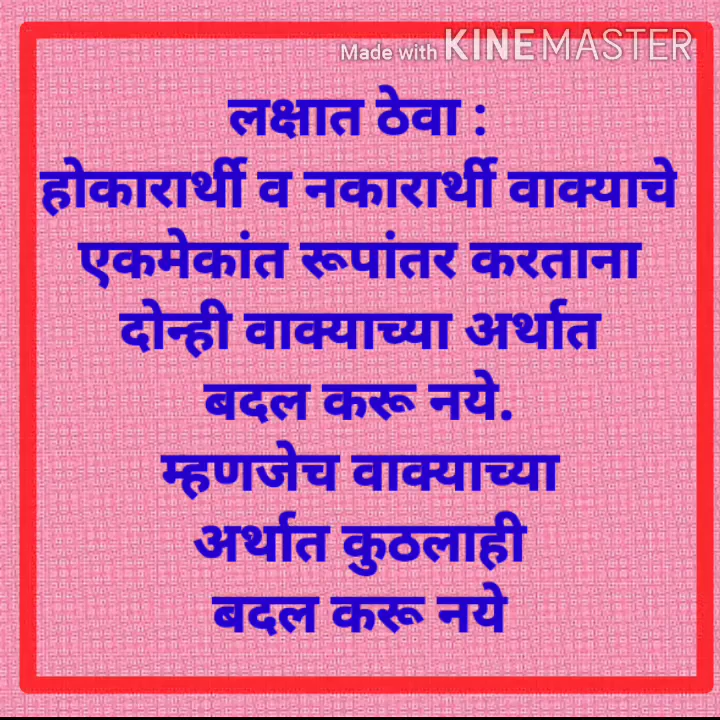 Made with KINEMASTER
लक्षात ठेवा :
होकारार्थी व नकारार्थी वाक्याचे
एकमेकांत रूपांतर करताना
दोन्ही वाक्याच्या अर्थात
बदल करू नये.
म्हणजेच वाक्याच्या
अर्थात कुठलाही
बदल करू नये